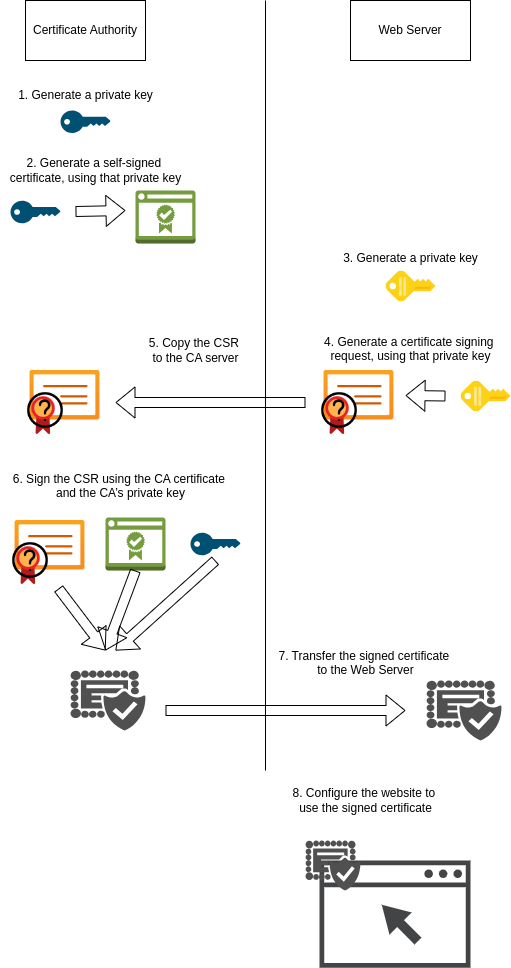 Certificate Authority
Web Server
1. Generate a private key
2. Generate a self-signed
certificate, using that private key
3. Generate a private key
4. Generate a certificate signing
request, using that private key
5. Copy the CSR
to the CA server
?
?
6. Sign the CSR using the CA certificate
and the CA's private key
?
7. Transfer the signed certificate
to the Web Server
8. Configure the website to
use the signed certificate